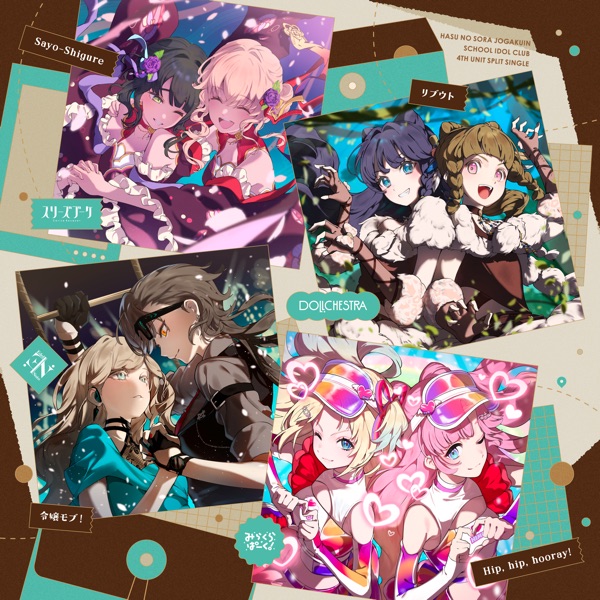 Sayo-Shigure
HASU NO SORA JOGAKUIN
SCHOOL IDOL CLUB
4TH UNIT SPLIT SINGLE
リブウト
スリーズブーケ
DOLLCHESTRA
令嬢モブ!
みらくら
ぱーく!
Hip, hip, hooray!